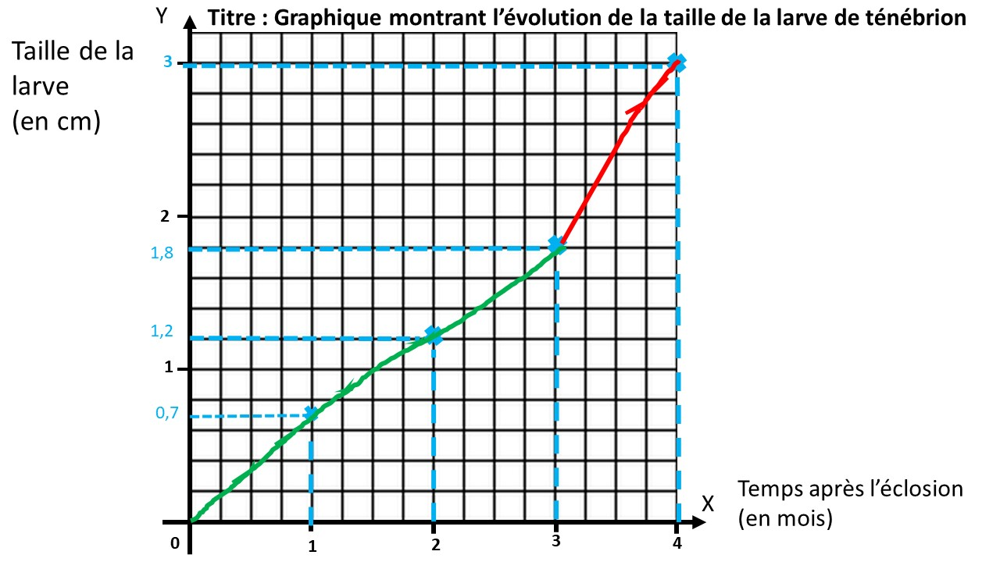 Y
Titre : Graphique montrant l’évolution de la taille de la larve de ténébrion
Taille de la
larve
(en cm)
3
2
1,8
1,2
1
0,7
0
1
2
3
4
X
Temps après l’éclosion
(en mois)